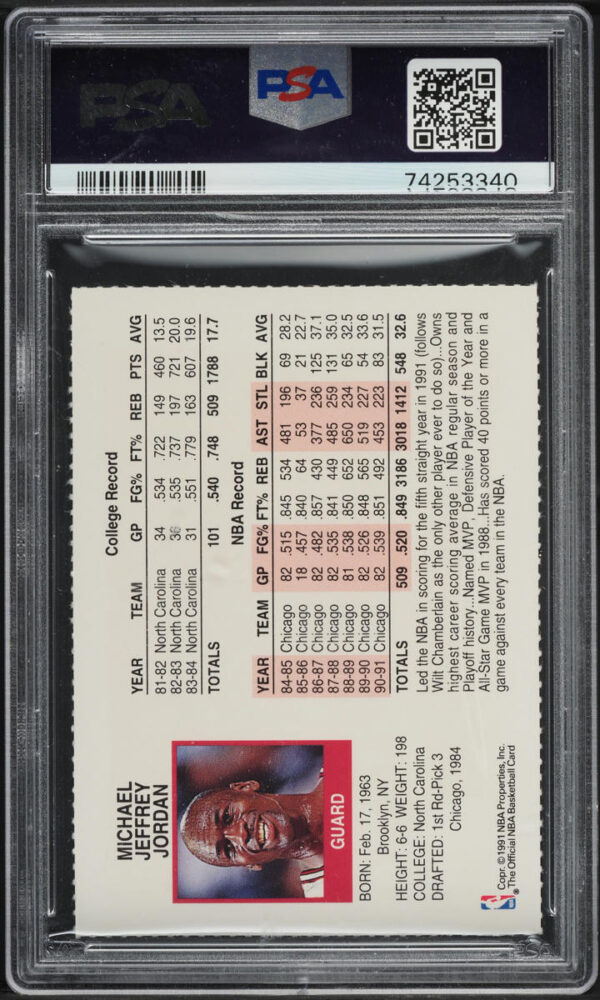 PSA
PSA
74253340
MICHAEL
JEFFREY
JORDAN
GUARD
BORN: Feb. 17, 1963
Brooklyn, NY
HEIGHT: 6-6 WEIGHT: 198
COLLEGE: North Carolina
DRAFTED: 1st Rd-Pick 3
Chicago, 1984
Copr. © 1991 NBA Properties, Inc.
® The Official NBA Basketball Card
College Record
YEAR TEAM GP FG% FT% REB PTS AVG
81-82 North Carolina 34 .534 .722 149 460 13.5
82-83 North Carolina 36 .535 .737 197 721 20.0
83-84 North Carolina 31 .551 .779 163 607 19.6
TOTALS 101 .540 .748 509 1788 17.7
NBA Record
YEAR TEAM GP FG% FT% REB AST STL BLK AVG
84-85 Chicago 82 .515 .845 534 481 196 69 28.2
85-86 Chicago 18 .457 .840 64 53 37 21 22.7
86-87 Chicago 82 .482 .857 430 377 236 125 37.1
87-88 Chicago 82 .535 .841 449 485 259 131 35.0
88-89 Chicago 81 .538 .850 652 650 234 65 32.5
89-90 Chicago 82 .526 .848 565 519 227 54 33.6
90-91 Chicago 82 .539 .851 492 453 223 83 31.5
TOTALS 509 .520 .849 3186 3018 1412 548 32.6
Led the NBA in scoring for the fifth straight year in 1991 (follows
Wilt Chamberlain as the only other player ever to do so)...Owns
highest career scoring average in NBA regular season and
Playoff history...Named MVP, Defensive Player of the Year and
All-Star Game MVP in 1988...Has scored 40 points or more in a
game against every team in the NBA.